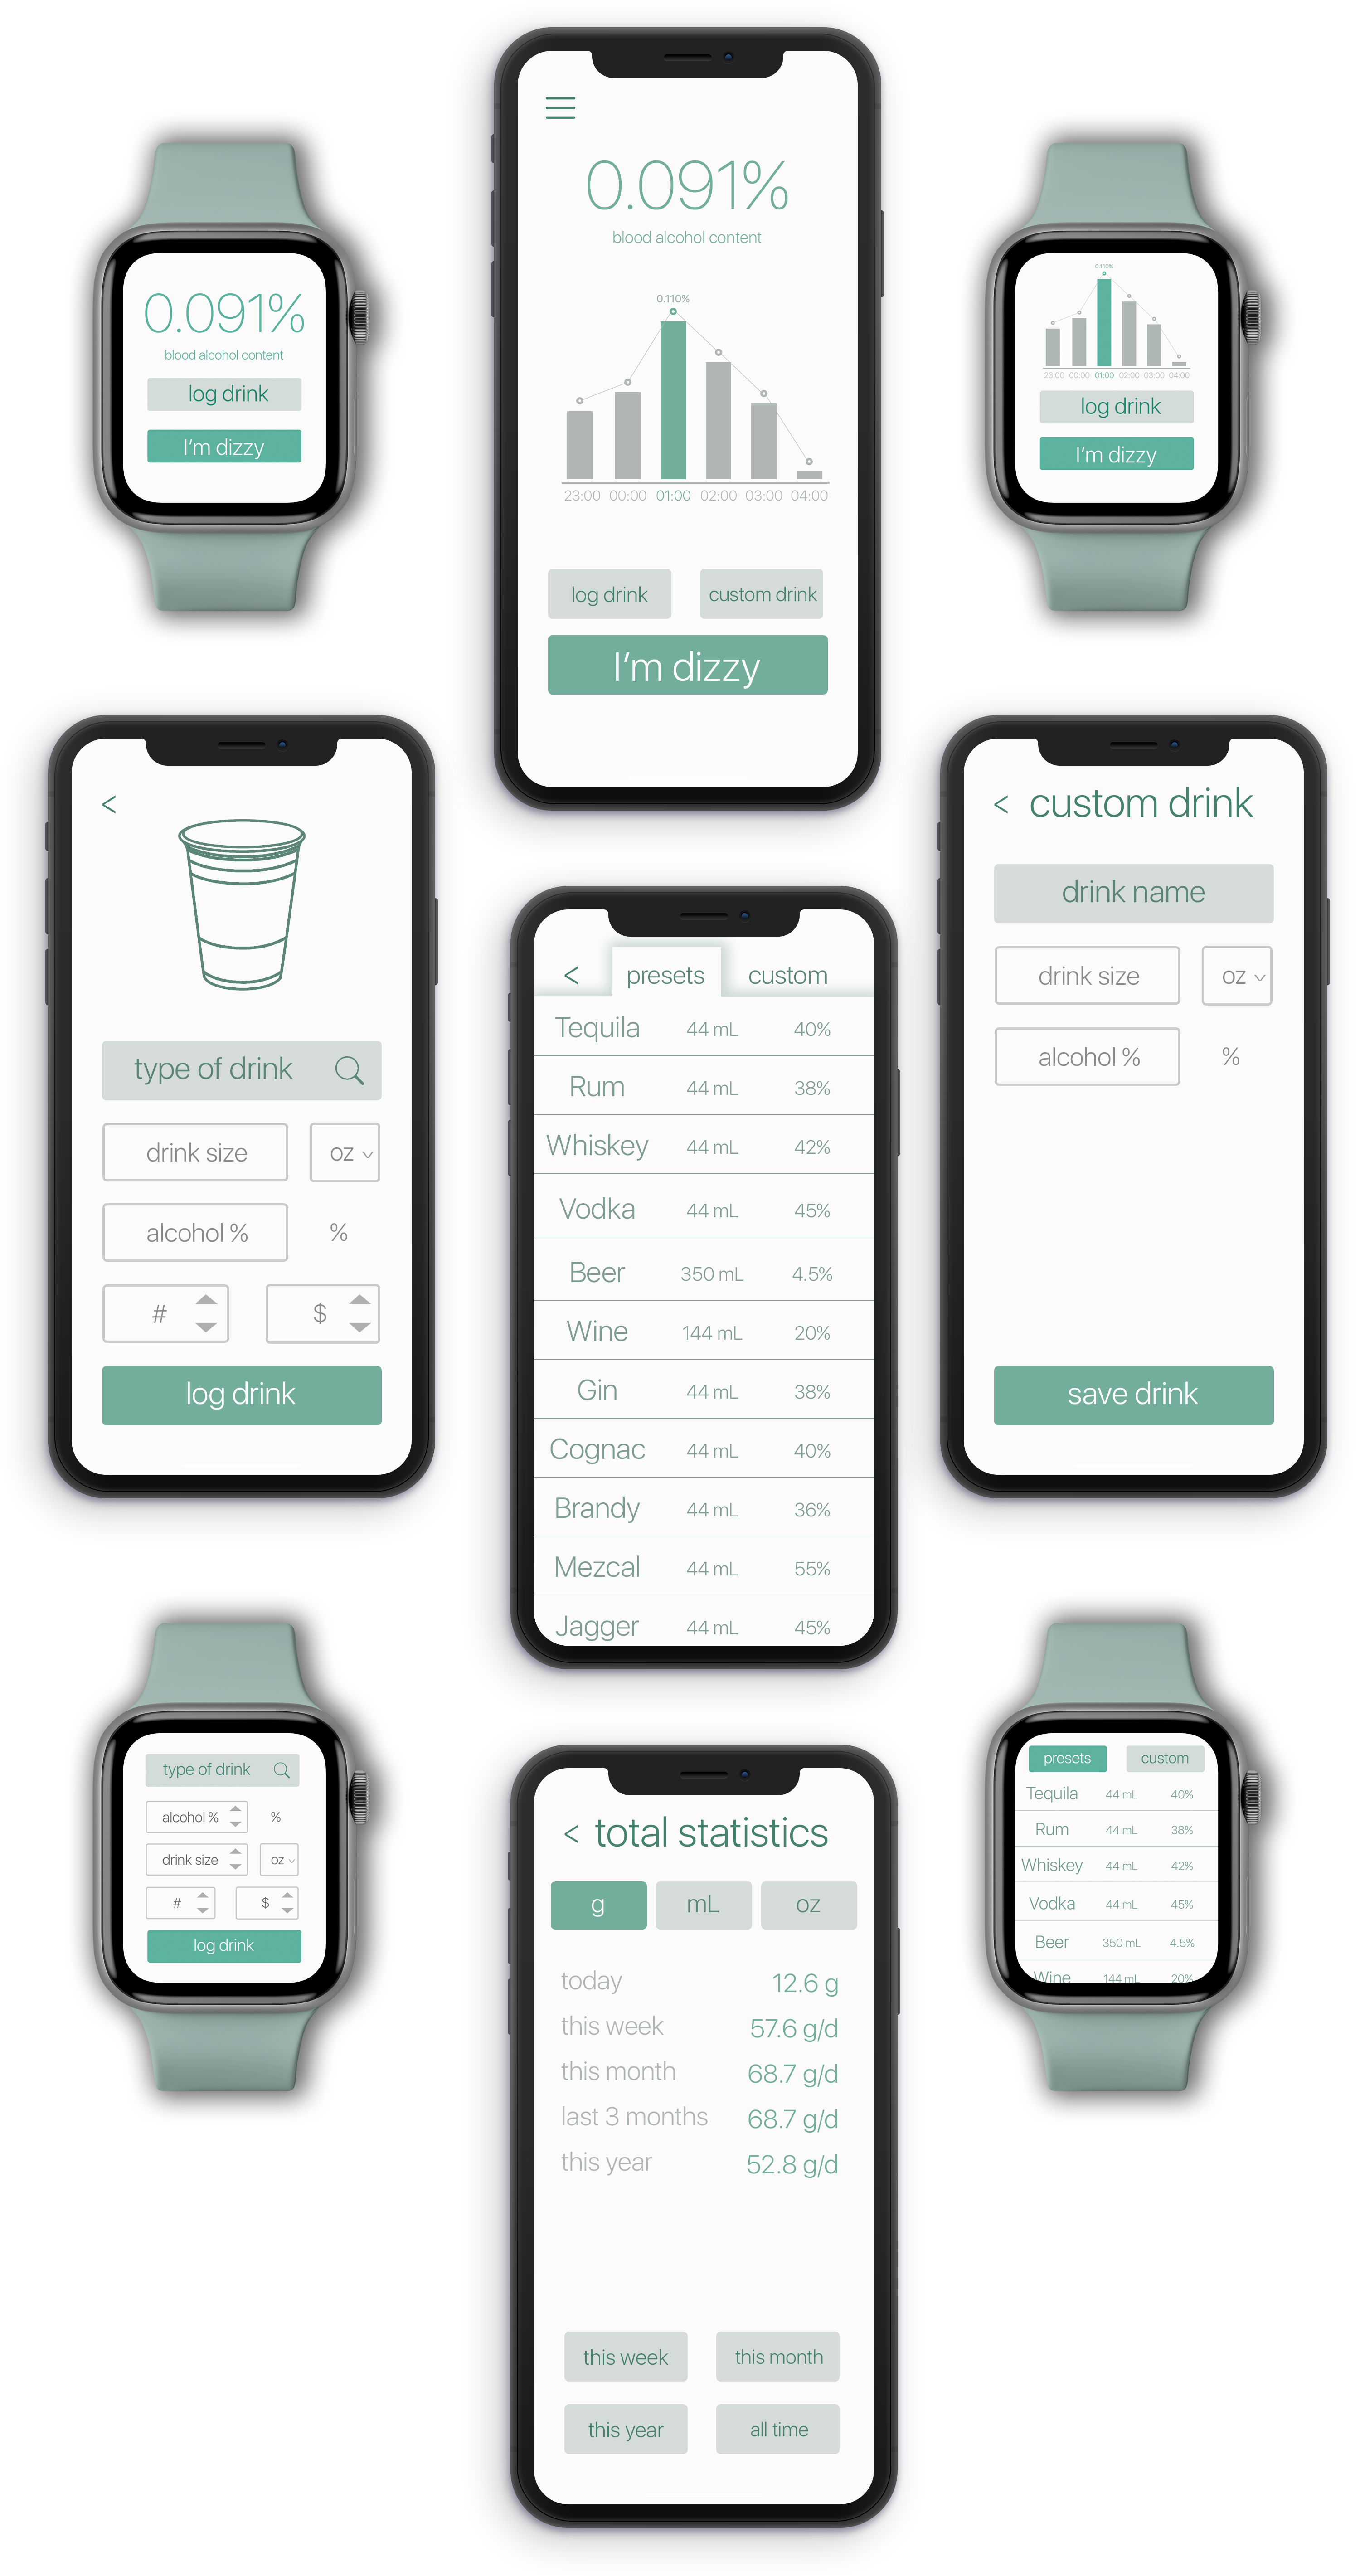 0.091%
blood alcohol content
0.110%
23:00 00:00 01:00 02:00 03:00 04:00
log drink custom drink
I'm dizzy
0.091%
blood alcohol content
log drink
I'm dizzy
0.110%
23:00 00:00 01:00 02:00 03:00 04:00
log drink
I'm dizzy
<
type of drink
drink size oz
alcohol % %
# $
log drink
< presets custom
Tequila 44 mL 40%
Rum 44 mL 38%
Whiskey 44 mL 42%
Vodka 44 mL 45%
Beer 350 mL 4.5%
Wine 144 mL 20%
Gin 44 mL 38%
Cognac 44 mL 40%
Brandy 44 mL 36%
Mezcal 44 mL 55%
Jagger 44 mL 45%
< custom drink
drink name
drink size oz
alcohol % %
save drink
type of drink
alcohol % %
drink size oz
# $
log drink
< total statistics
g mL oz
today 12.6 g
this week 57.6 g/d
this month 68.7 g/d
last 3 months 68.7 g/d
this year 52.8 g/d
this week this month
this year all time
presets custom
Tequila 44 mL 40%
Rum 44 mL 38%
Whiskey 44 mL 42%
Vodka 44 mL 45%
Beer 350 mL 4.5%
Wine 144 mL 20%